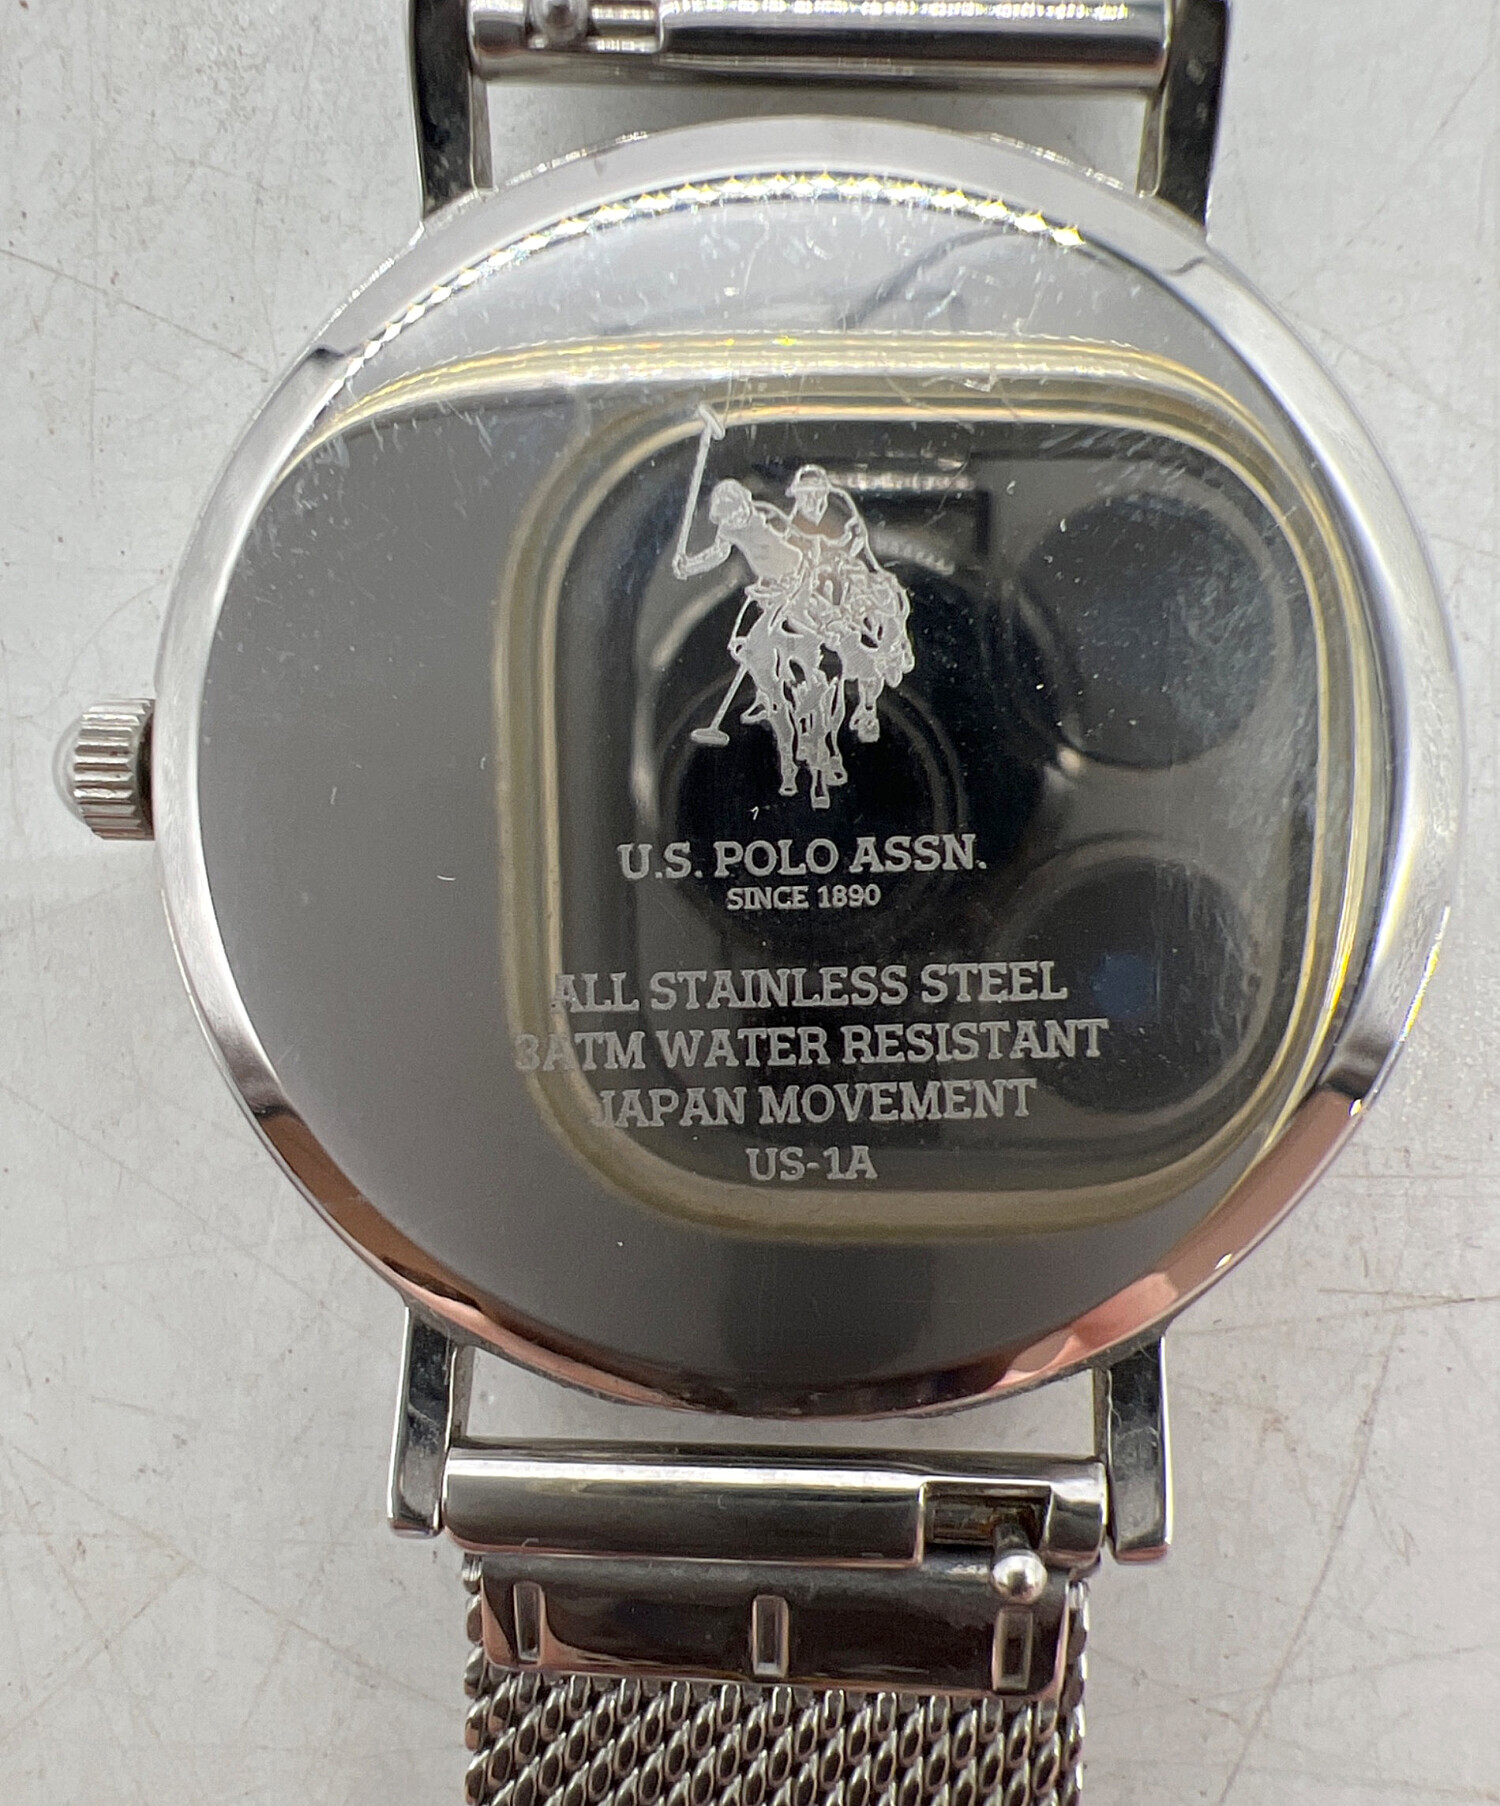 U.S. POLO ASSN.
SINCE 1890
ALL STAINLESS STEEL
3ATM WATER RESISTANT
JAPAN MOVEMENT
US-1A